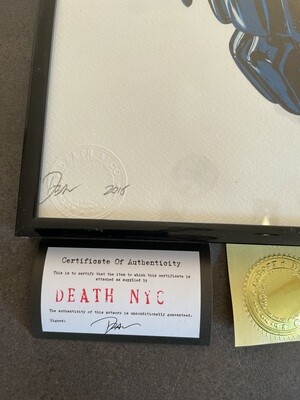 2015
Certificate Of Authenticity
This is to certify that the item to which this certificate is
attached as supplied by
DEATH NYC
The authenticity of this artwork is unconditionally guaranteed.
Signed: